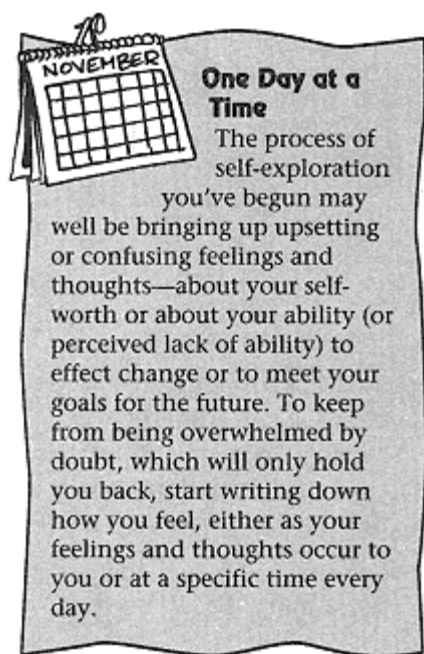 NOVEMBER
One Day at a
Time
The process of
self-exploration
you've begun may
well be bringing up upsetting
or confusing feelings and
thoughts—about your self-
worth or about your ability (or
perceived lack of ability) to
effect change or to meet your
goals for the future. To keep
from being overwhelmed by
doubt, which will only hold
you back, start writing down
how you feel, either as your
feelings and thoughts occur to
you or at a specific time every
day.